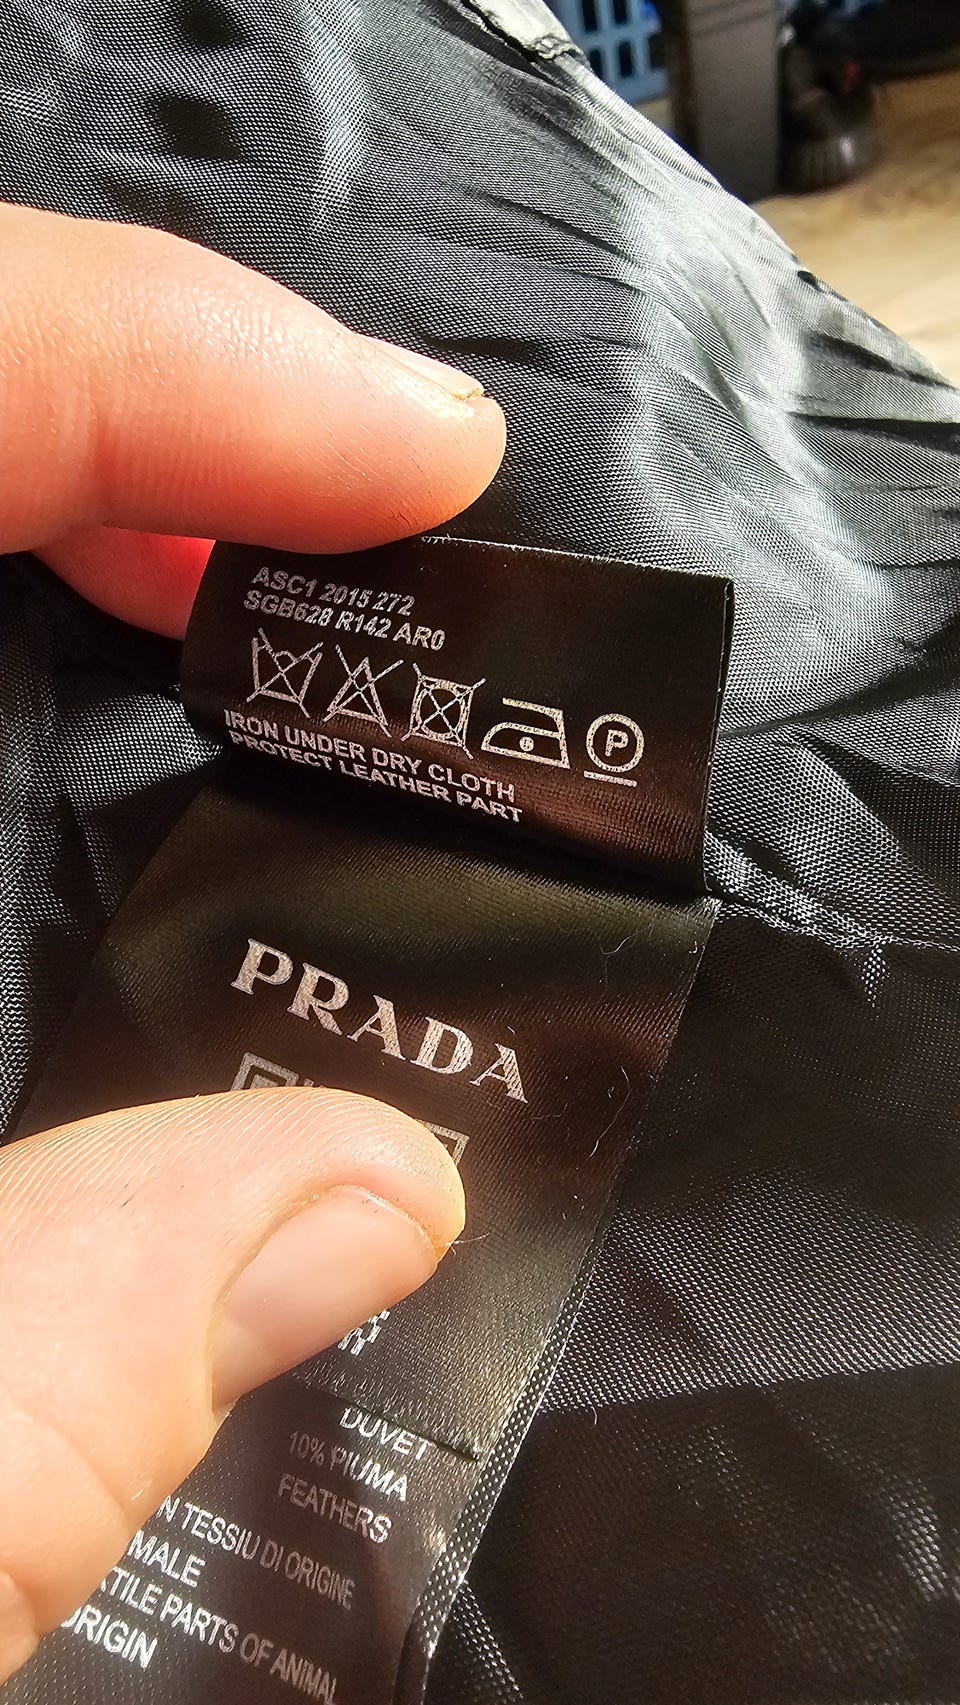 ASC1 2015 272
SGB628 R142 AR0
P
IRON UNDER DRY CLOTH
PROTECT LEATHER PART
PRADA
DUVET
10% PIUMA
FEATHERS
N TESSIU DI ORIGINE
MALE
TILE PARTS OF ANIMAL
ORIGIN